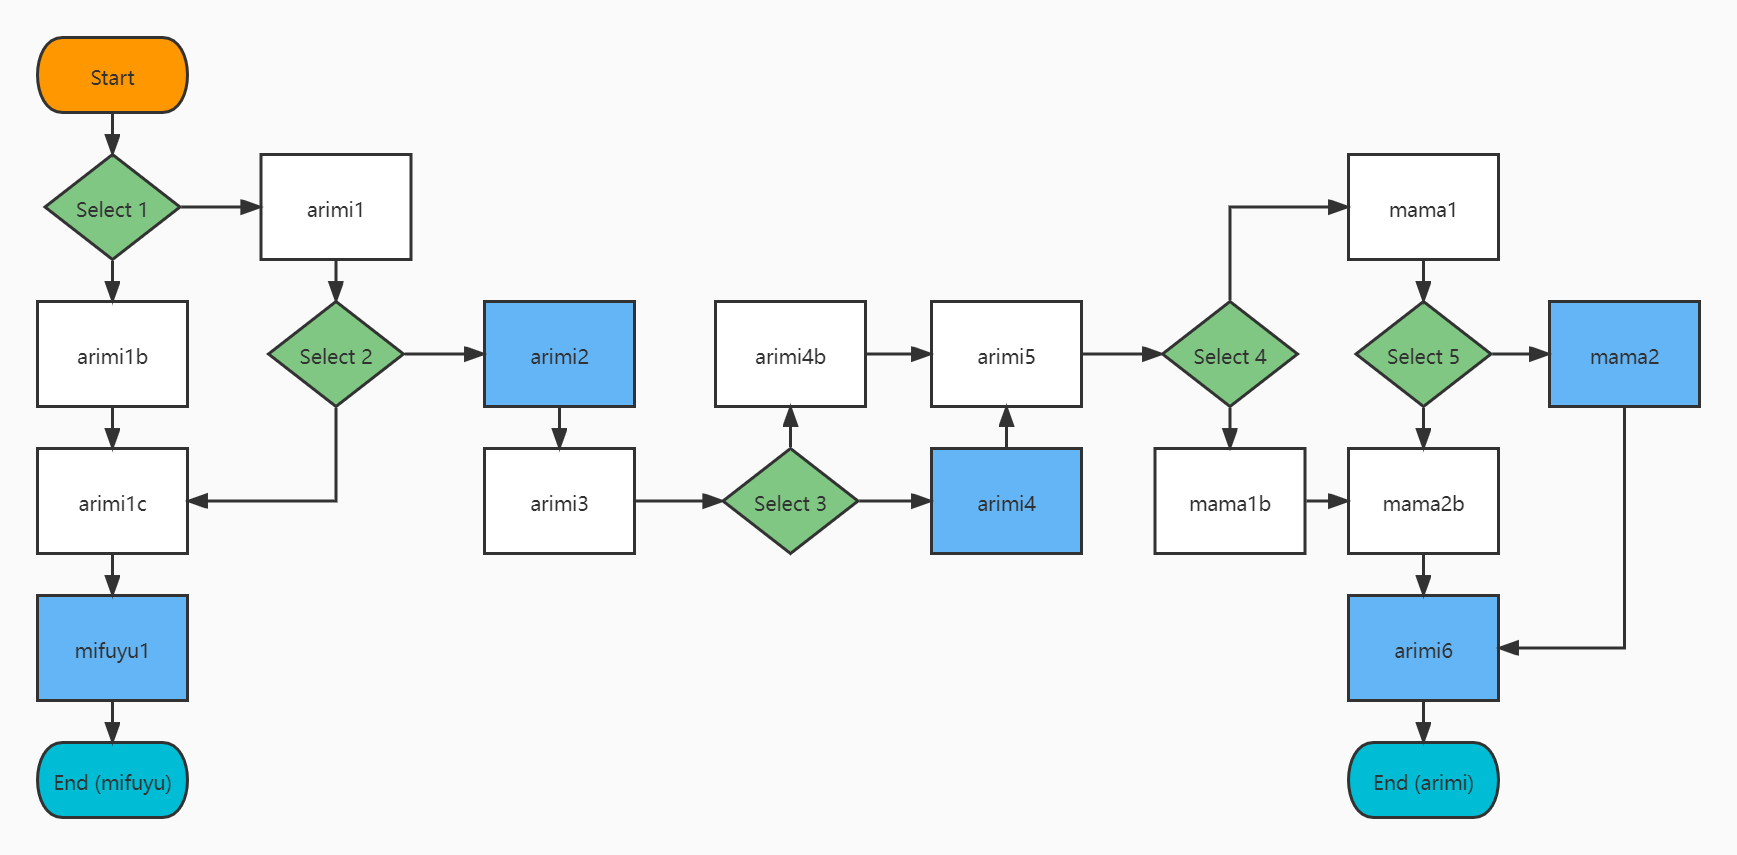 Start
Select 1
arimi1
mama1
arimi1b
Select 2
arimi2
arimi4b
arimi5
Select 4
Select 5
mama2
arimi1c
arimi3
Select 3
arimi4
mama1b
mama2b
mifuyu1
arimi6
End (mifuyu)
End (arimi)